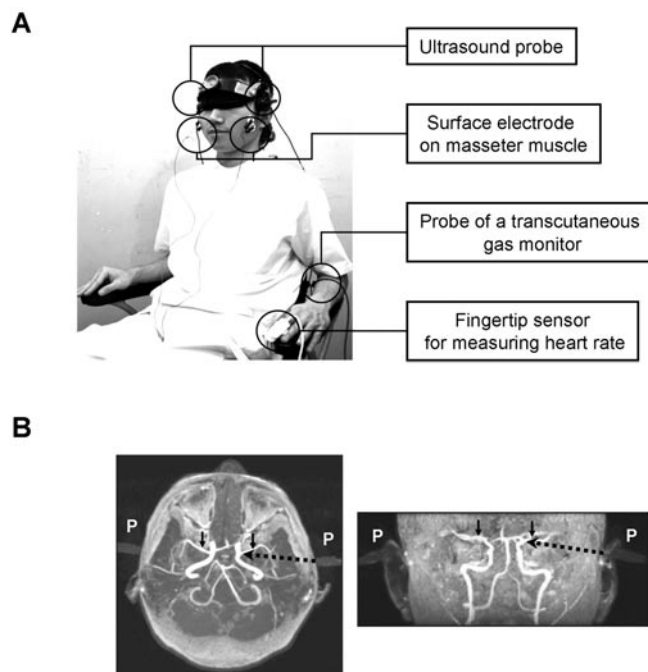 A
Ultrasound probe
Surface electrode
on masseter muscle
Probe of a transcutaneous
gas monitor
Fingertip sensor
for measuring heart rate
B
P
P
P
P